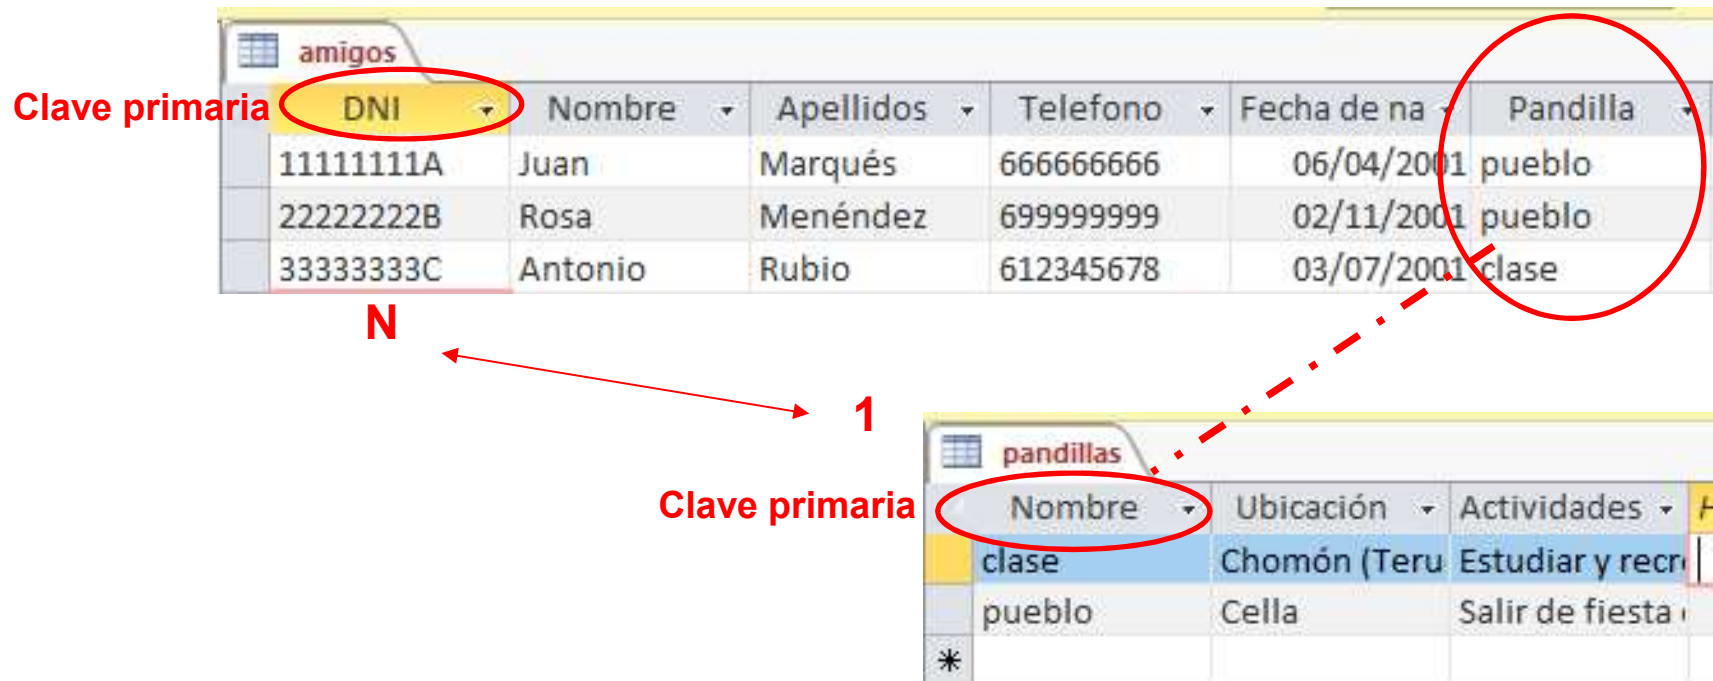 amigos
Clave primaria DNI Nombre Apellidos Telefono Fecha de na Pandilla
11111111A Juan Marqués 666666666 06/04/2001 pueblo
22222222B Rosa Menéndez 699999999 02/11/2001 pueblo
33333333C Antonio Rubio 612345678 03/07/2001 clase
N
1
pandillas
Clave primaria Nombre Ubicación Actividades
clase Chomón (Teru Estudiar y recr
pueblo Cella Salir de fiesta